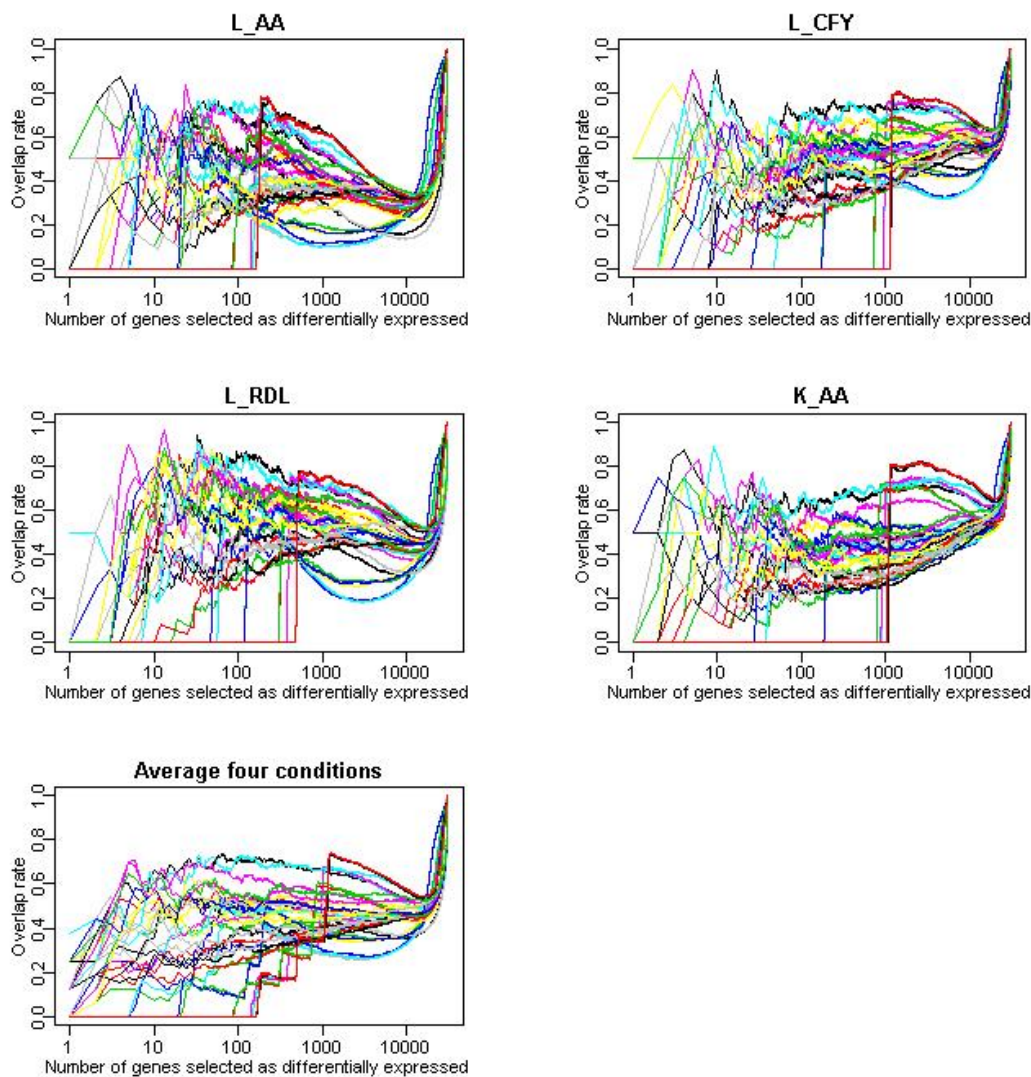 L_AA
Overlap rate
0.0 0.2 0.4 0.6 0.8 1.0
1 10 100 1000 10000
Number of genes selected as differentially expressed
L_CFY
Overlap rate
0.0 0.2 0.4 0.6 0.8 1.0
1 10 100 1000 10000
Number of genes selected as differentially expressed
L_RDL
Overlap rate
0.0 0.2 0.4 0.6 0.8 1.0
1 10 100 1000 10000
Number of genes selected as differentially expressed
K_AA
Overlap rate
0.0 0.2 0.4 0.6 0.8 1.0
1 10 100 1000 10000
Number of genes selected as differentially expressed
Average four conditions
Overlap rate
0.0 0.2 0.4 0.6 0.8 1.0
1 10 100 1000 10000
Number of genes selected as differentially expressed